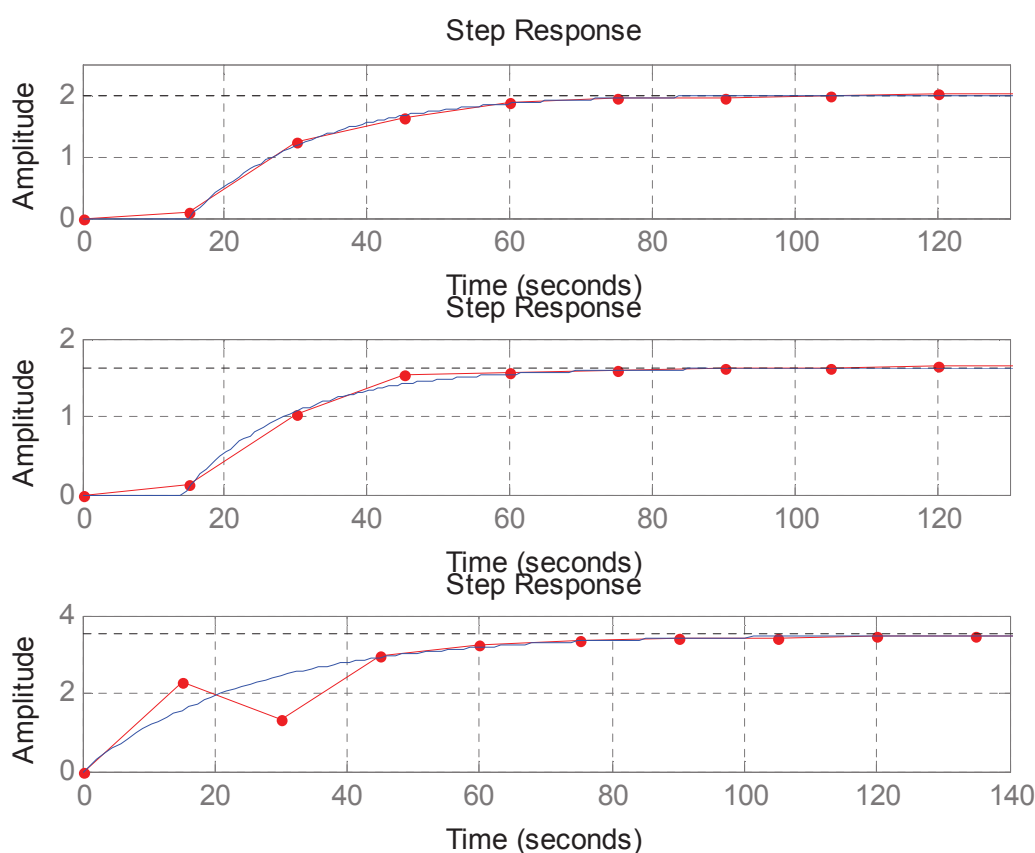 Step Response
Amplitude
2
1
0
0 20 40 60 80 100 120
Time (seconds)
Step Response
Amplitude
2
1
0
0 20 40 60 80 100 120
Time (seconds)
Step Response
Amplitude
4
2
0
0 20 40 60 80 100 120 140
Time (seconds)